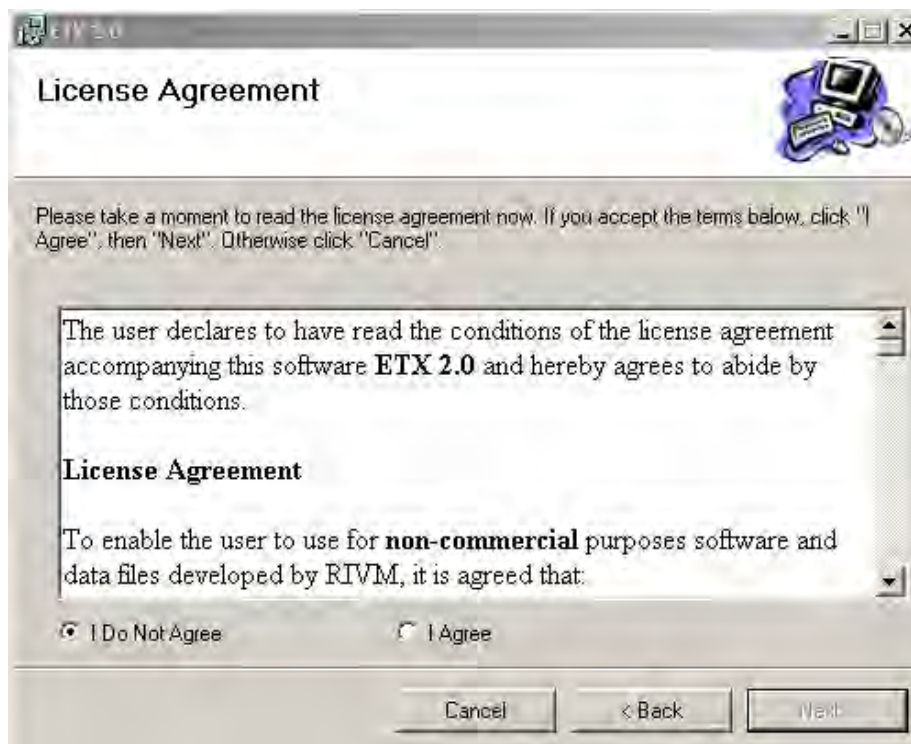 ETX 2.0
License Agreement
Please take a moment to read the license agreement now. If you accept the terms below, click "I
Agree", then "Next". Otherwise click "Cancel".
The user declares to have read the conditions of the license agreement
accompanying this software ETX 2.0 and hereby agrees to abide by
those conditions.
License Agreement
To enable the user to use for non-commercial purposes software and
data files developed by RIVM, it is agreed that:
I Do Not Agree
I Agree
Cancel
< Back
Next